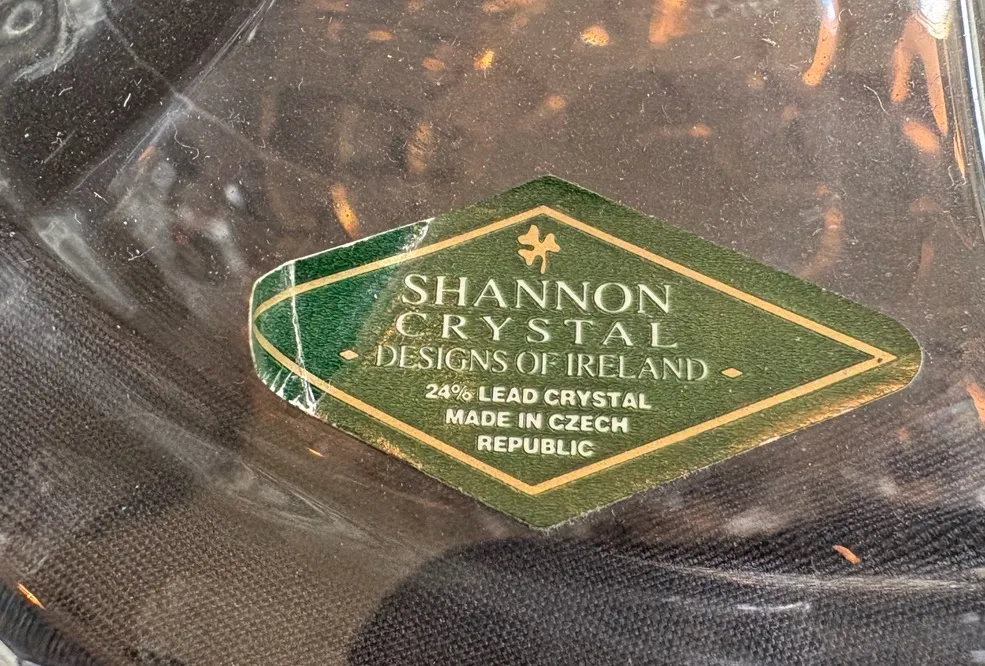 SHANNON
CRYSTAL
DESIGNS OF IRELAND
24% LEAD CRYSTAL
MADE IN CZECH
REPUBLIC